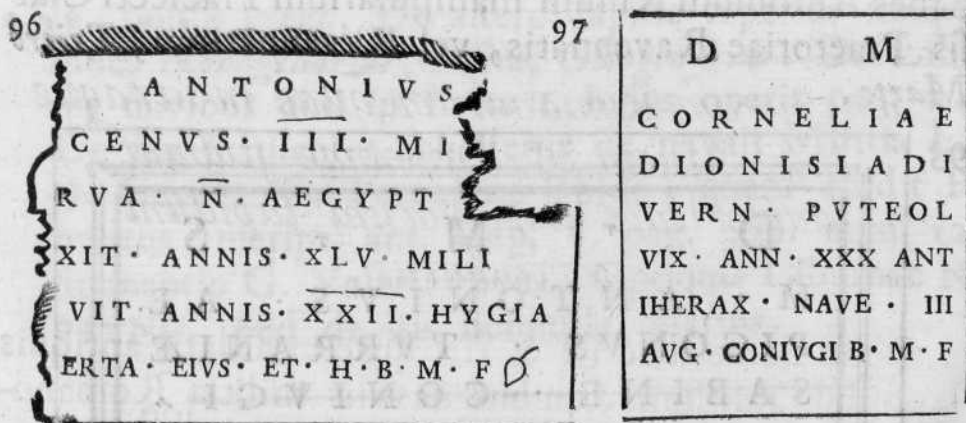 96
ANTONIVS
CENVS · III · MI
RVA · N · AEGYPT
XIT · ANNIS · XLV · MILI
VIT ANNIS · XXII · HYGIA
ERTA · EIVS · ET · H · B · M · F
97
D M
CORNELIAE
DIONISIADI
VERN · PVTEOL
VIX · ANN · XXX ANT
IHERAX · NAVE · III
AVG · CONIVGI B · M · F